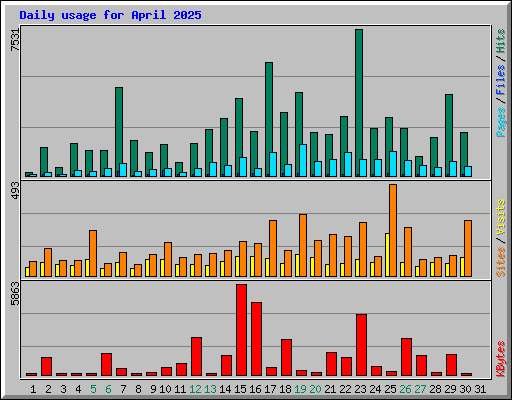 Daily usage for April 2025
7531
Pages / Files / Hits
493
Sites / Visits
5863
KBytes
1 2 3 4 5 6 7 8 9 10 11 12 13 14 15 16 17 18 19 20 21 22 23 24 25 26 27 28 29 30 31